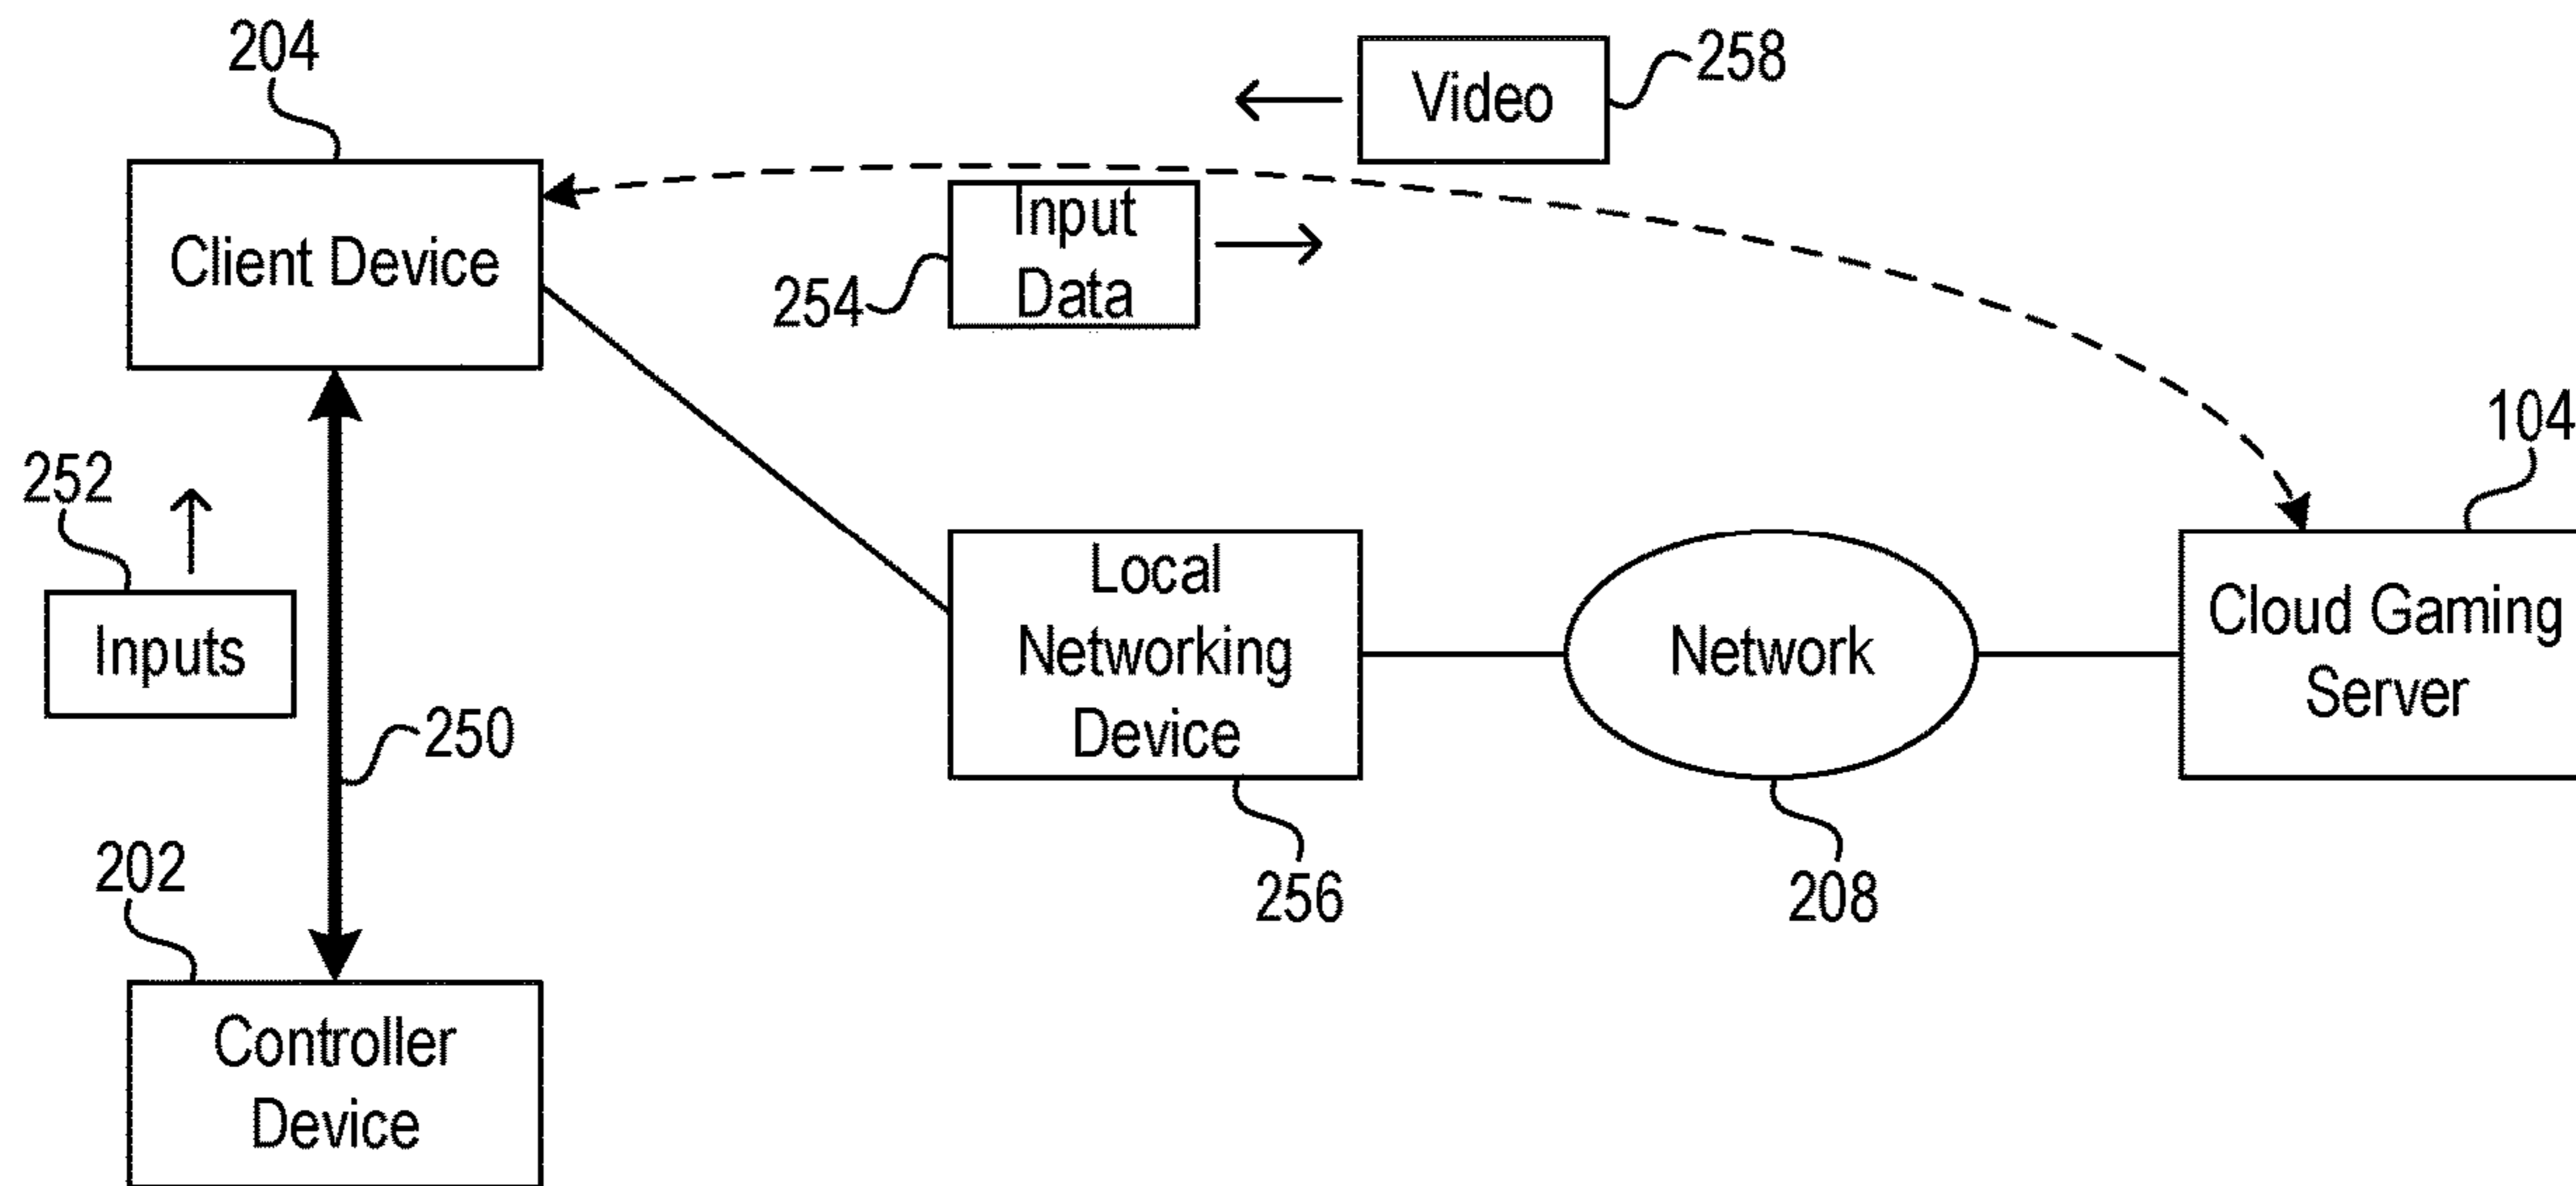 204
Video
258
Client Device
Input
Data
254
104
252
Inputs
250
Local
Networking
Device
Network
Cloud Gaming
Server
202
256
208
Controller
Device